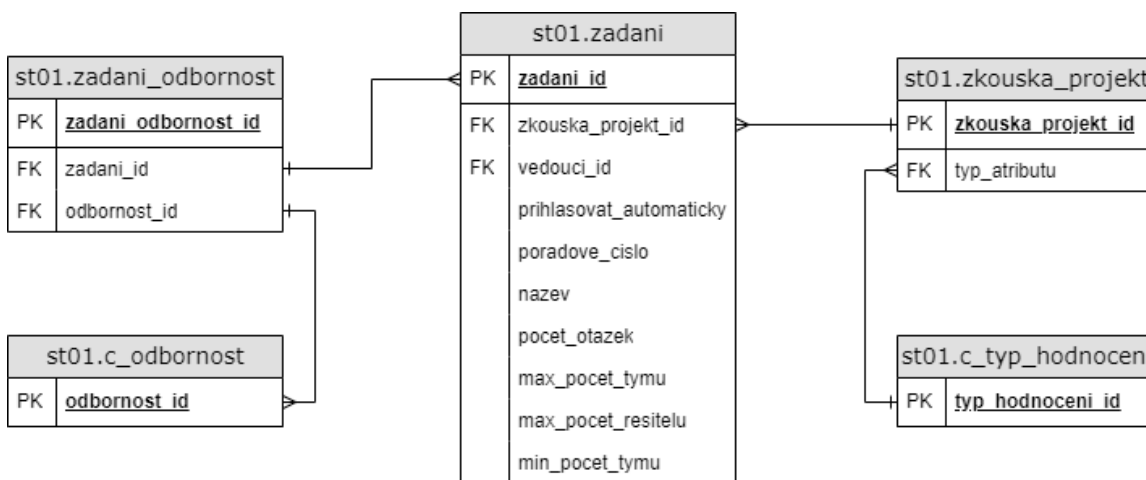 st01.zadani_odbornost
PK zadani_odbornost_id
FK zadani_id
FK odbornost_id
st01.c_odbornost
PK odbornost_id
st01.zadani
PK zadani_id
FK zkouska_projekt_id
FK vedouci_id
prihlasovat_automaticky
poradove_cislo
nazev
pocet_otazek
max_pocet_tymu
max_pocet_resitelu
min_pocet_tymu
st01.zkouska_projekt
PK zkouska_projekt_id
FK typ_atributu
st01.c_typ_hodnocen
PK typ_hodnoceni_id